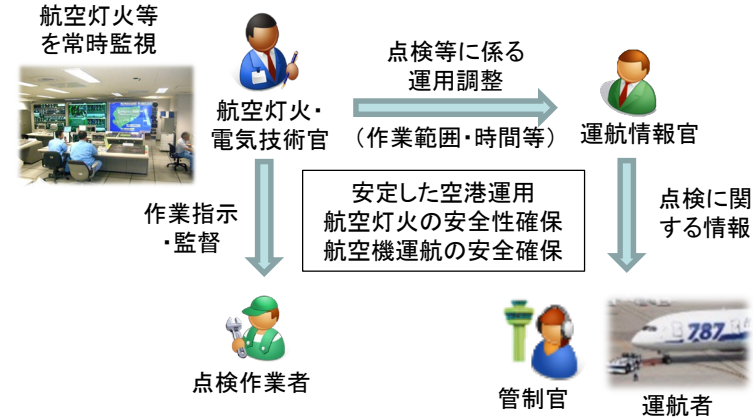 航空灯火等
を常時監視
航空灯火・
電気技術官
点検等に係る
運用調整
（作業範囲・時間等）
運航情報官
作業指示
・監督
安定した空港運用
航空灯火の安全性確保
航空機運航の安全確保
点検に関
する情報
点検作業者
管制官
787
運航者